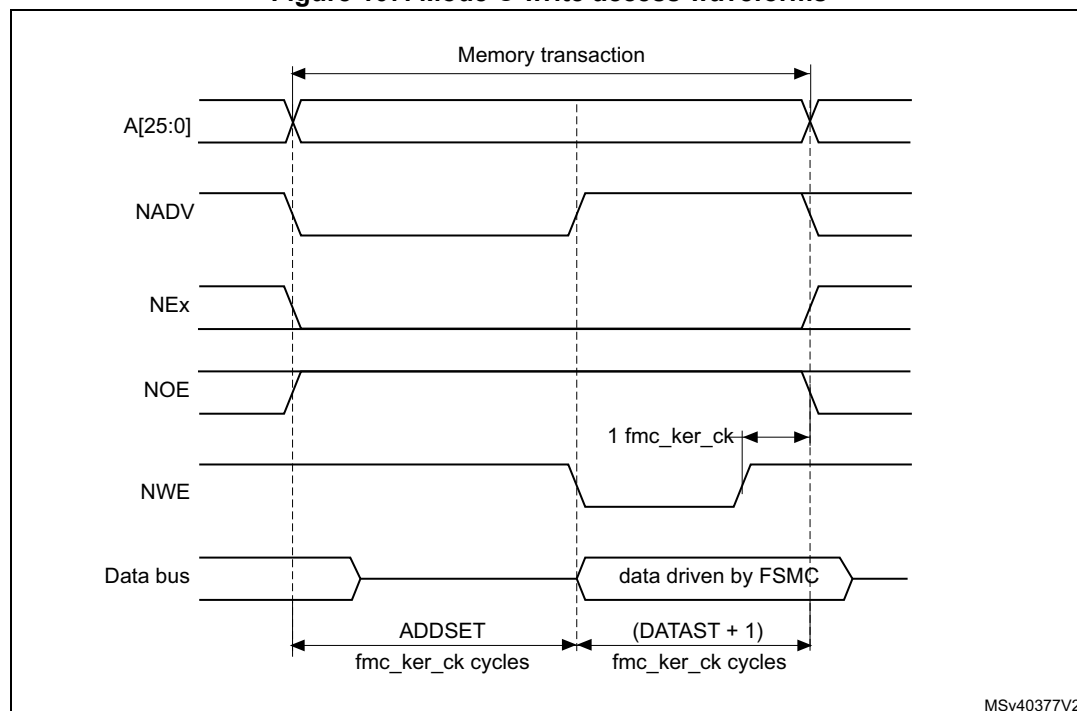 Memory transaction
A[25:0]
NADV
NEx
NOE
1 fmc_ker_ck
NWE
Data bus
data driven by FSMC
ADDSET
fmc_ker_ck cycles
(DATAST + 1)
fmc_ker_ck cycles
MSv40377V2